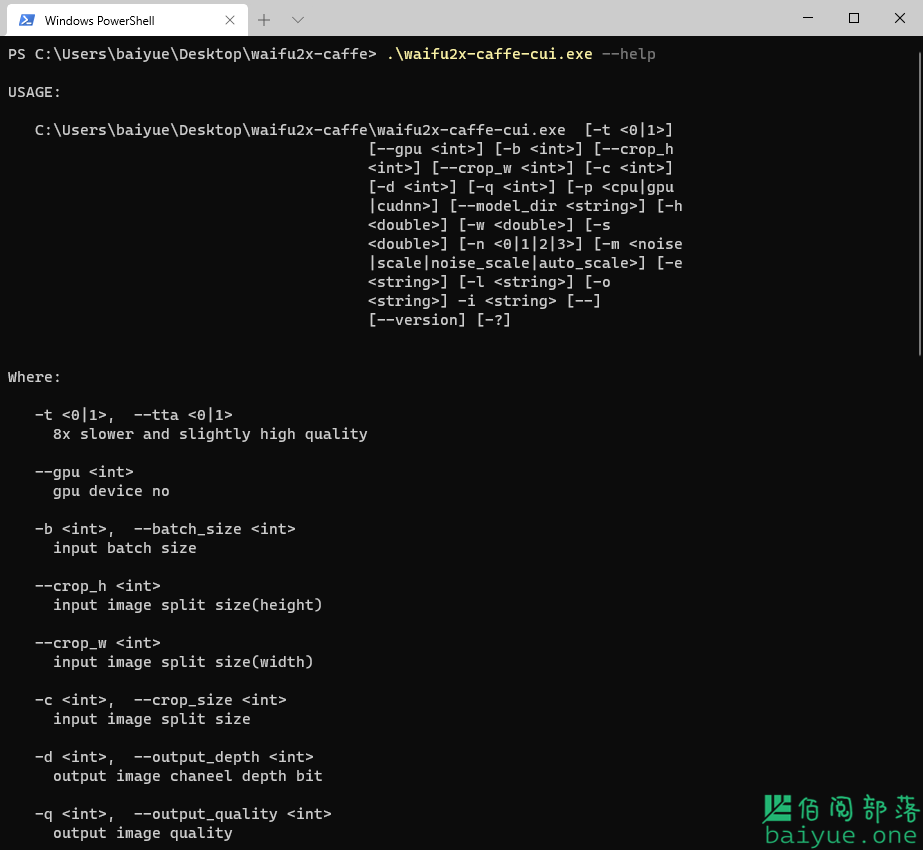 Windows PowerShell
PS C:\Users\baiyue\Desktop\waifu2x-caffe> .\waifu2x-caffe-cui.exe --help
USAGE:
C:\Users\baiyue\Desktop\waifu2x-caffe\waifu2x-caffe-cui.exe [-t <0|1>]
[--gpu <int>] [-b <int>] [--crop_h
<int>] [--crop_w <int>] [-c <int>]
[-d <int>] [-q <int>] [-p <cpu|gpu
|cudnn>] [--model_dir <string>] [-h
<double>] [-w <double>] [-s
<double>] [-n <0|1|2|3>] [-m <noise
|scale|noise_scale|auto_scale>] [-e
<string>] [-l <string>] [-o
<string>] -i <string> [--]
[--version] [-?]
Where:
-t <0|1>,  --tta <0|1>
8x slower and slightly high quality
--gpu <int>
gpu device no
-b <int>,  --batch_size <int>
input batch size
--crop_h <int>
input image split size(height)
--crop_w <int>
input image split size(width)
-c <int>,  --crop_size <int>
input image split size
-d <int>,  --output_depth <int>
output image chaneel depth bit
-q <int>,  --output_quality <int>
output image quality
佰阅部落
baiyue.one